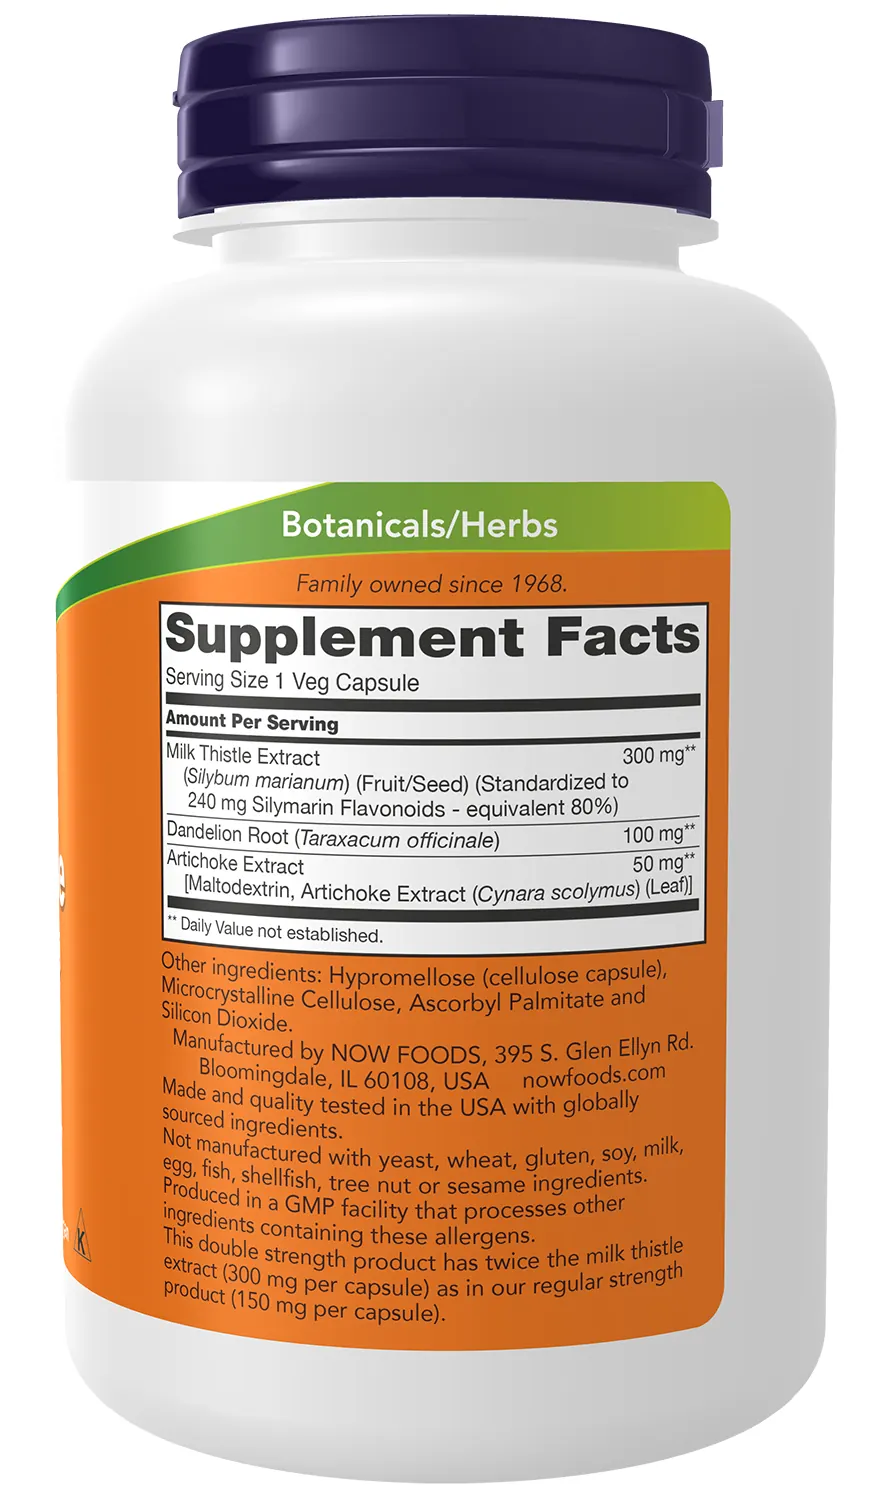 Botanicals/Herbs
Family owned since 1968.
Supplement Facts
Serving Size 1 Veg Capsule
Amount Per Serving
Milk Thistle Extract 300 mg**
(Silybum marianum) (Fruit/Seed) (Standardized to
240 mg Silymarin Flavonoids - equivalent 80%)
Dandelion Root (Taraxacum officinale) 100 mg**
Artichoke Extract 50 mg**
[Maltodextrin, Artichoke Extract (Cynara scolymus) (Leaf)]
** Daily Value not established.
Other ingredients: Hypromellose (cellulose capsule),
Microcrystalline Cellulose, Ascorbyl Palmitate and
Silicon Dioxide.
Manufactured by NOW FOODS, 395 S. Glen Ellyn Rd.
Bloomingdale, IL 60108, USA nowfoods.com
Made and quality tested in the USA with globally
sourced ingredients.
Not manufactured with yeast, wheat, gluten, soy, milk,
egg, fish, shellfish, tree nut or sesame ingredients.
Produced in a GMP facility that processes other
ingredients containing these allergens.
This double strength product has twice the milk thistle
extract (300 mg per capsule) as in our regular strength
product (150 mg per capsule).
K